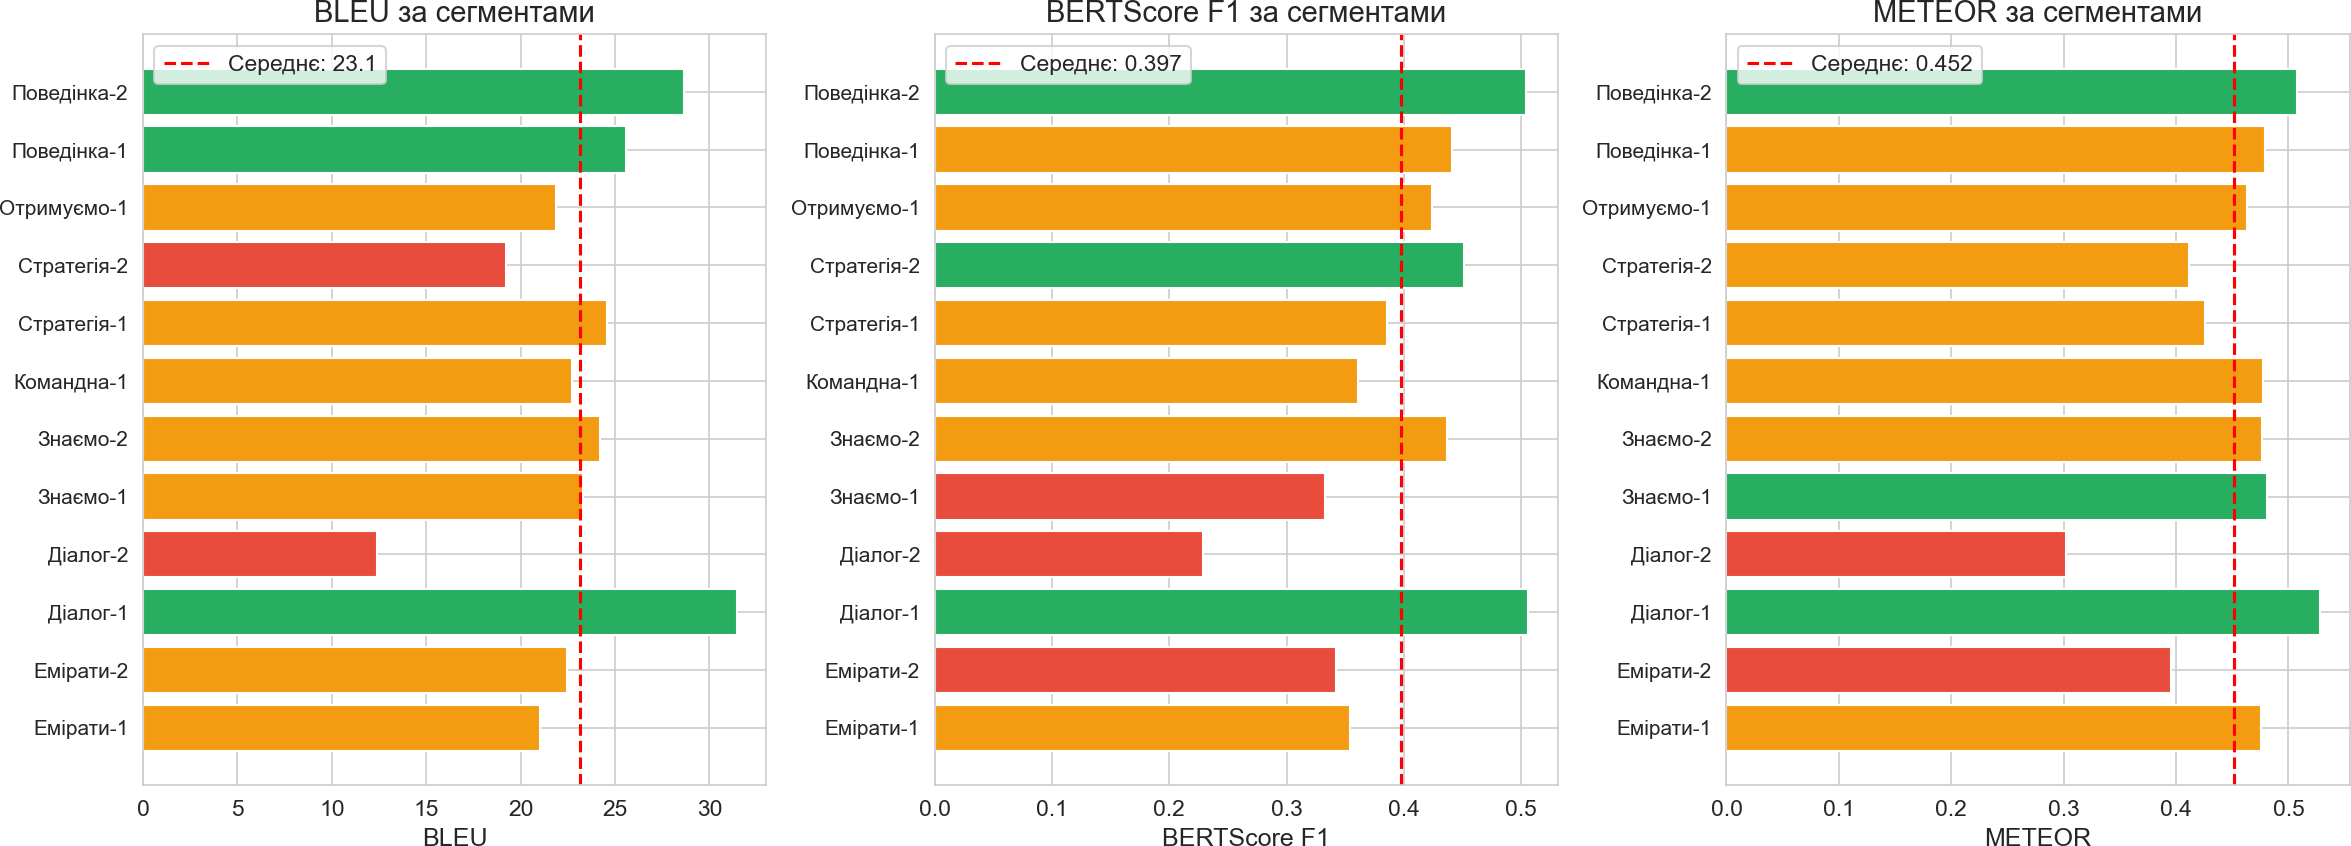 BLEU за сегментами
Середнє: 23.1
Поведінка-2
Поведінка-1
Отримуємо-1
Стратегія-2
Стратегія-1
Командна-1
Знаємо-2
Знаємо-1
Діалог-2
Діалог-1
Емірати-2
Емірати-1
0 5 10 15 20 25 30
BLEU
BERTScore F1 за сегментами
Середнє: 0.397
Поведінка-2
Поведінка-1
Отримуємо-1
Стратегія-2
Стратегія-1
Командна-1
Знаємо-2
Знаємо-1
Діалог-2
Діалог-1
Емірати-2
Емірати-1
0.0 0.1 0.2 0.3 0.4 0.5
BERTScore F1
METEOR за сегментами
Середнє: 0.452
Поведінка-2
Поведінка-1
Отримуємо-1
Стратегія-2
Стратегія-1
Командна-1
Знаємо-2
Знаємо-1
Діалог-2
Діалог-1
Емірати-2
Емірати-1
0.0 0.1 0.2 0.3 0.4 0.5
METEOR